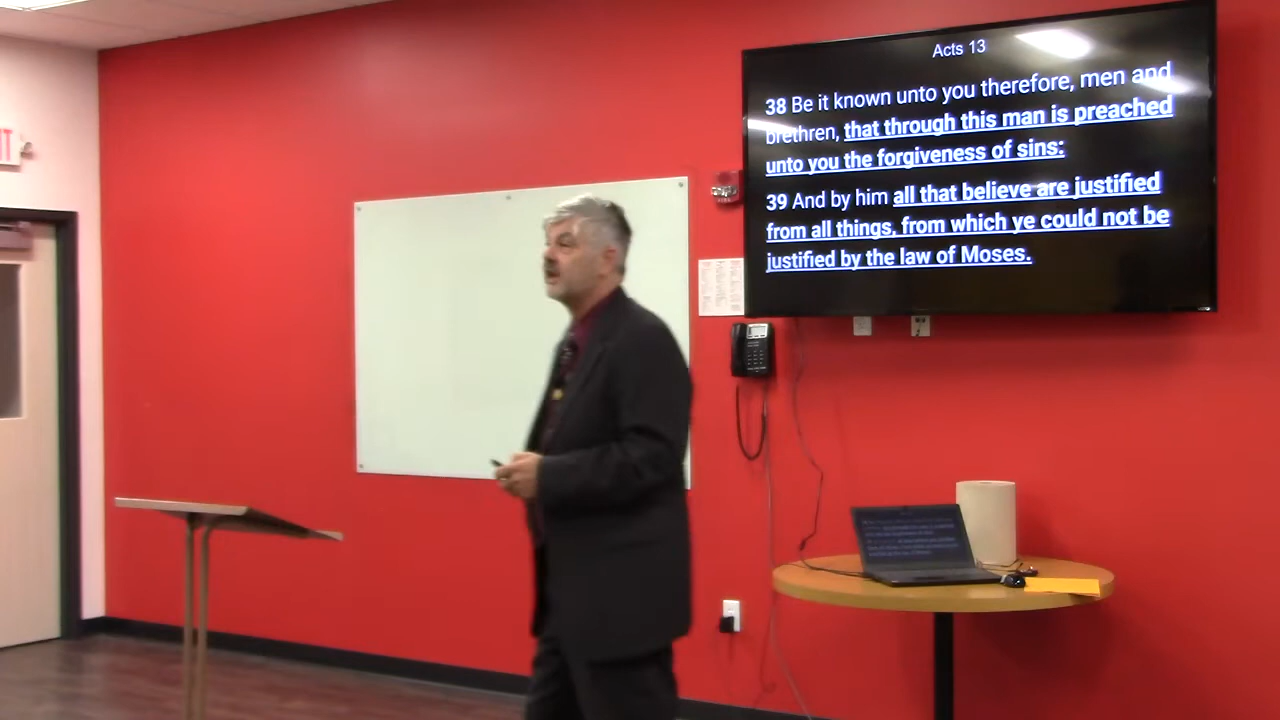 Acts 13
38 Be it known unto you therefore, men and
brethren, that through this man is preached
unto you the forgiveness of sins:
39 And by him all that believe are justified
from all things, from which ye could not be
justified by the law of Moses.